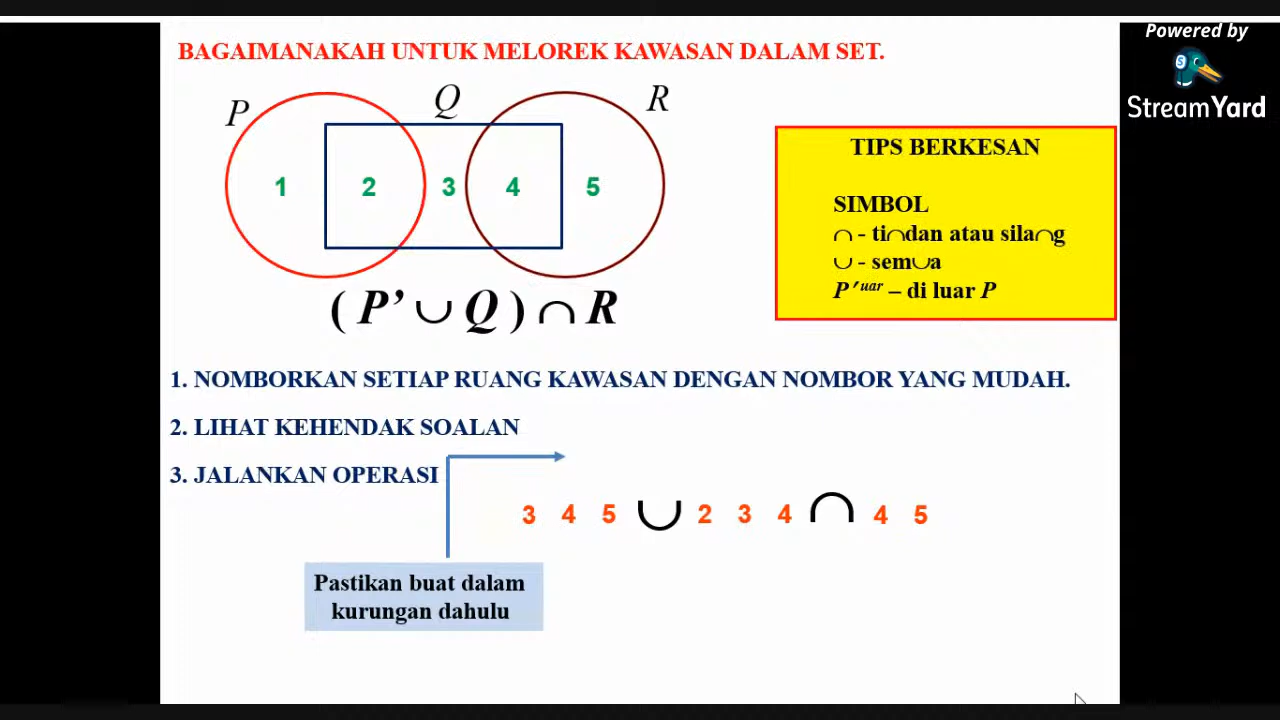 Powered by
StreamYard
BAGAIMANAKAH UNTUK MELOREK KAWASAN DALAM SET.
P Q R
1 2 3 4 5
( P’ ∪ Q ) ∩ R
TIPS BERKESAN
SIMBOL
∩ - ti∩dan atau sila∩g
∪ - sem∪a
P′uar – di luar P
1. NOMBORKAN SETIAP RUANG KAWASAN DENGAN NOMBOR YANG MUDAH.
2. LIHAT KEHENDAK SOALAN
3. JALANKAN OPERASI
3 4 5 ∪ 2 3 4 ∩ 4 5
Pastikan buat dalam
kurungan dahulu